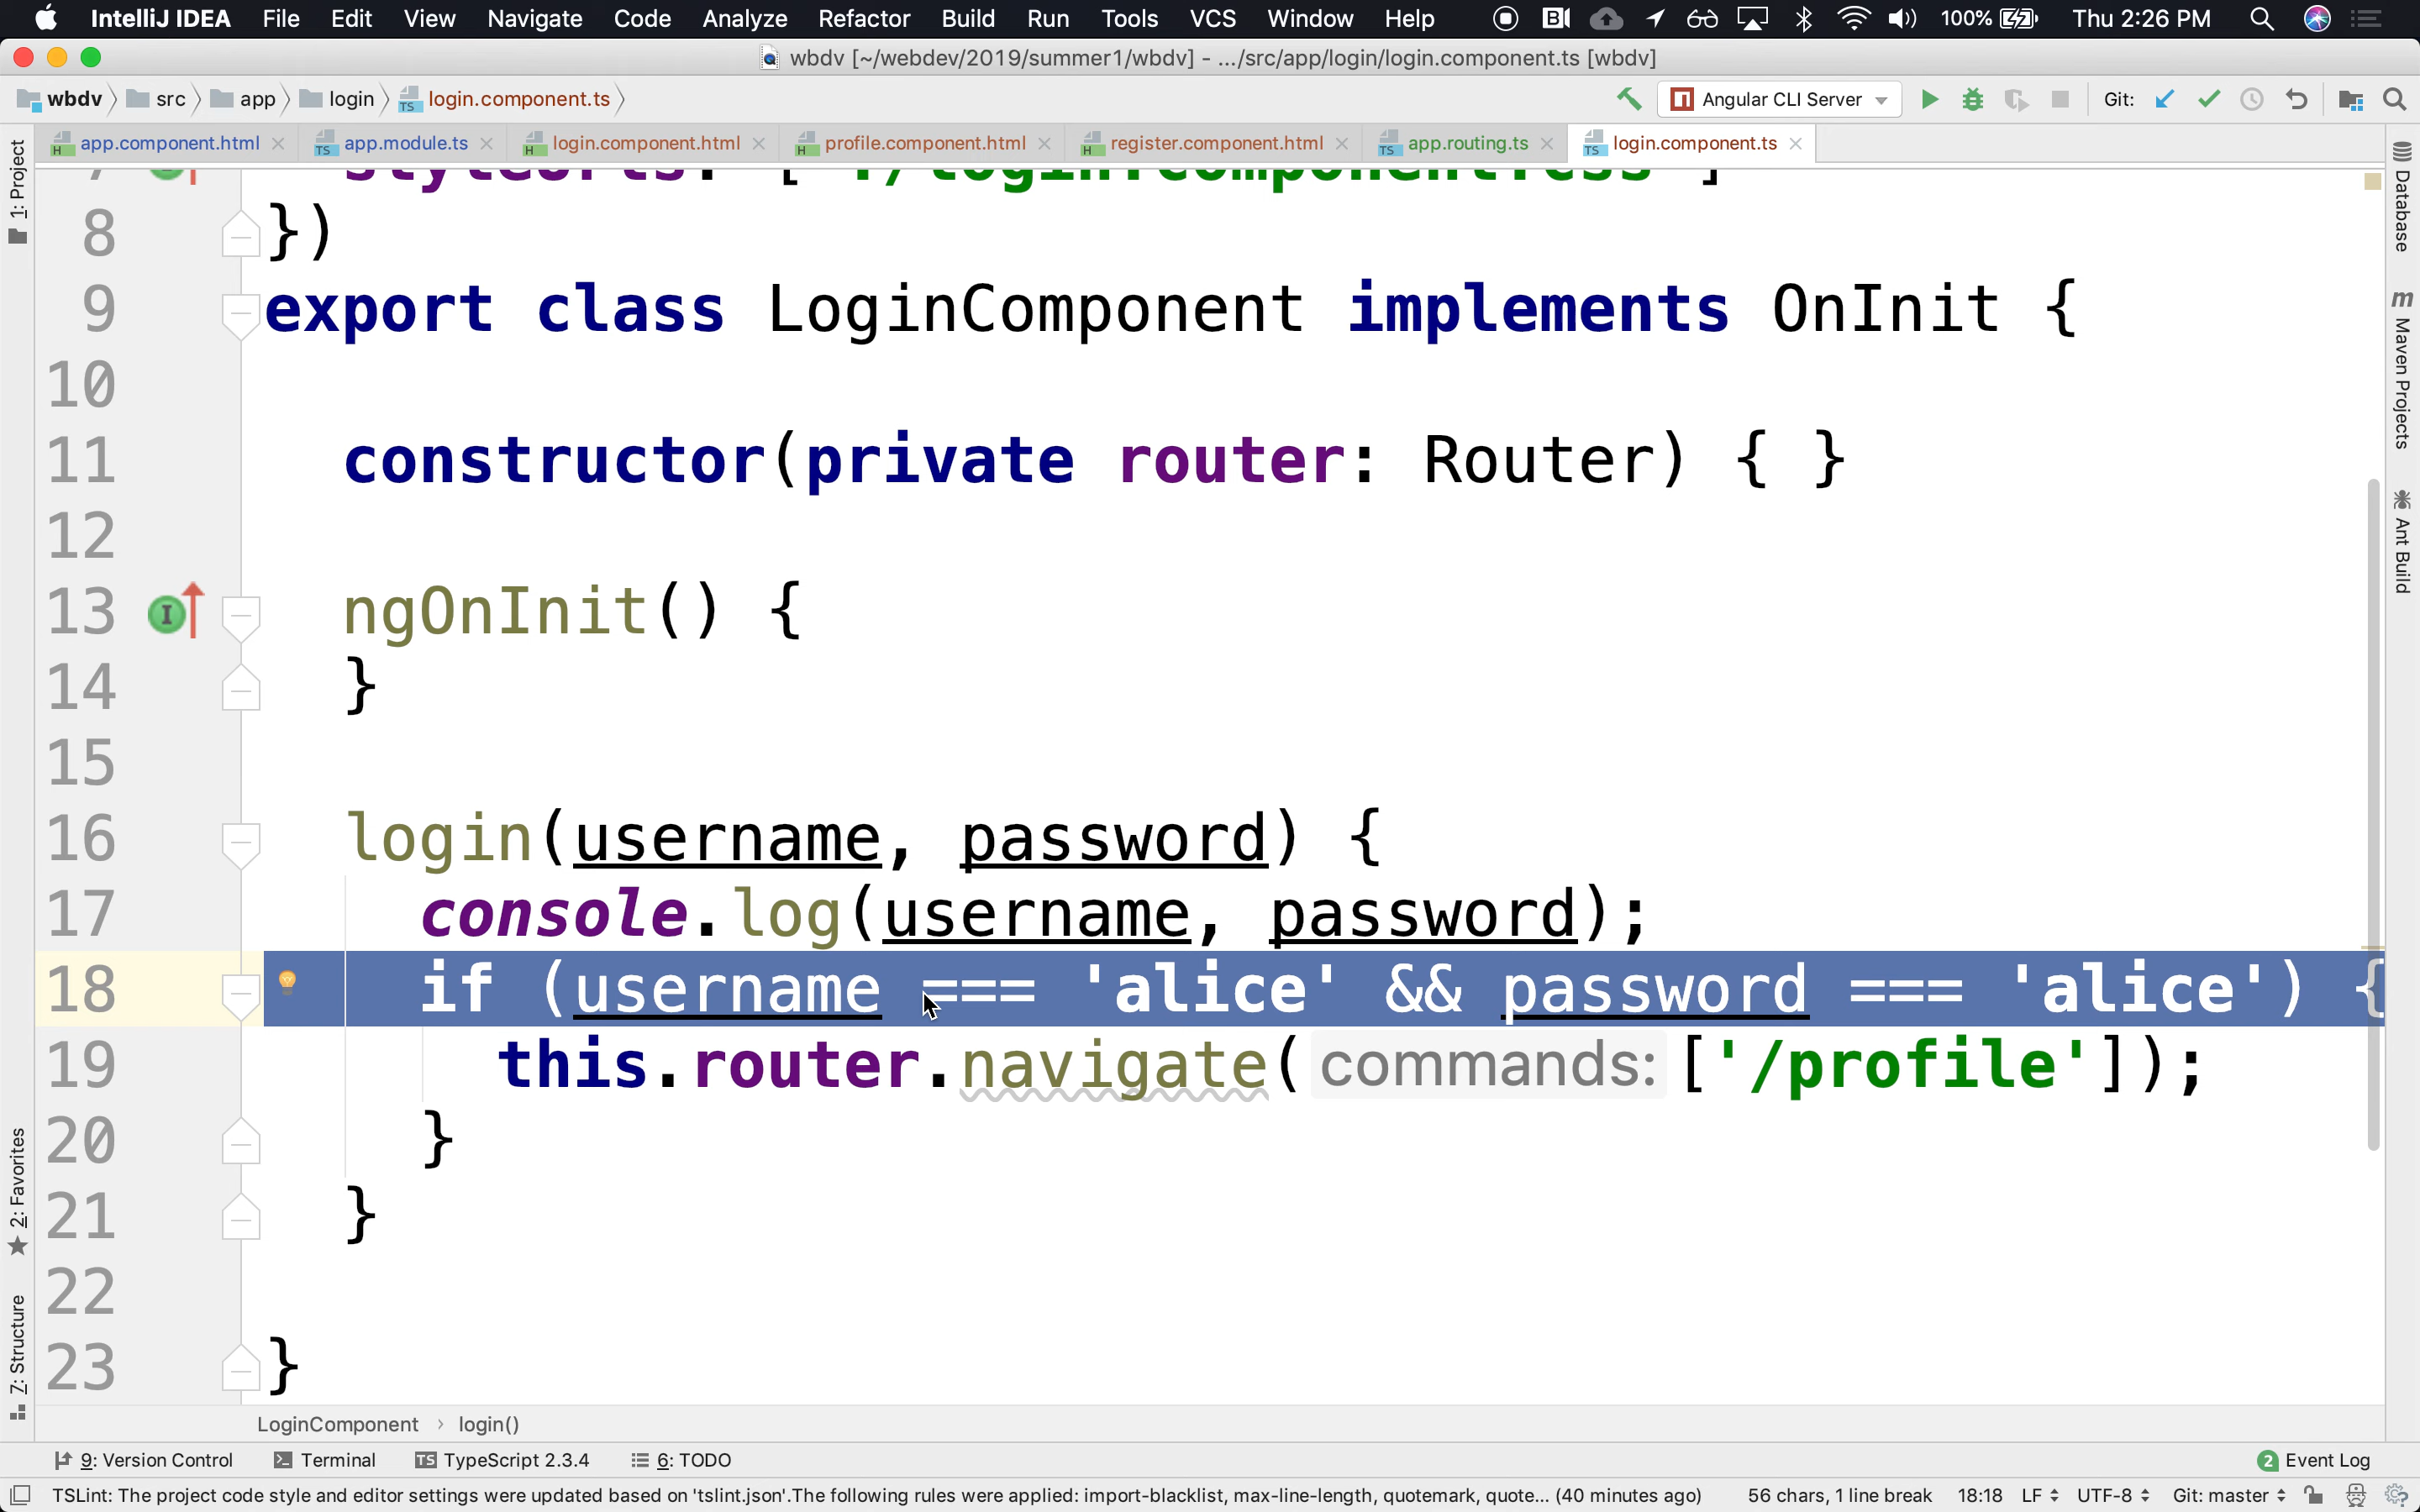 IntelliJ IDEA File Edit View Navigate Code Analyze Refactor Build Run Tools VCS Window Help 100% Thu 2:26 PM
wbdv [~/webdev/2019/summer1/wbdv] - .../src/app/login/login.component.ts [wbdv]
wbdv src app login login.component.ts Angular CLI Server Git:
app.component.html app.module.ts login.component.html profile.component.html register.component.html app.routing.ts login.component.ts
1: Project
2: Favorites
7: Structure
Database
Maven Projects
Ant Build
8 })
9 export class LoginComponent implements OnInit {
10
11 constructor(private router: Router) { }
12
13 ngOnInit() {
14 }
15
16 login(username, password) {
17 console.log(username, password);
18 if (username === 'alice' && password === 'alice') {
19 this.router.navigate( commands: ['/profile']);
20 }
21 }
22
23 }
LoginComponent › login()
9: Version Control Terminal TypeScript 2.3.4 6: TODO 2 Event Log
TSLint: The project code style and editor settings were updated based on 'tslint.json'.The following rules were applied: import-blacklist, max-line-length, quotemark, quote... (40 minutes ago) 56 chars, 1 line break 18:18 LF UTF-8 Git: master